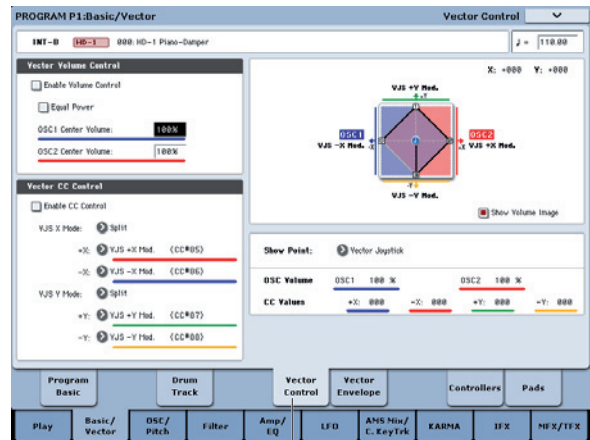 PROGRAM P1:Basic/Vector
Vector Control
INT-B HD-1 000: HD-1 Piano-Damper
♩ = 110.00
Vector Volume Control
Enable Volume Control
Equal Power
OSC1 Center Volume: 100%
OSC2 Center Volume: 100%
X: +000 Y: +000
VJS +Y Mod.
+Y
OSC1
VJS -X Mod. -X
OSC2
+X VJS +X Mod.
-Y
VJS -Y Mod.
Show Volume Image
Vector CC Control
Enable CC Control
VJS X Mode: Split
+X: VJS +X Mod. (CC#85)
-X: VJS -X Mod. (CC#86)
VJS Y Mode: Split
+Y: VJS +Y Mod. (CC#87)
-Y: VJS -Y Mod. (CC#88)
Show Point: Vector Joystick
OSC Volume OSC1 100 % OSC2 100 %
CC Values +X: 000 -X: 000 +Y: 000 -Y: 000
Program Basic
Drum Track
Vector Control
Vector Envelope
Controllers
Pads
Play
Basic/ Vector
OSC/ Pitch
Filter
Amp/ EQ
LFO
AMS Mix/ C. KeyTrk
KARMA
IFX
MFX/TFX